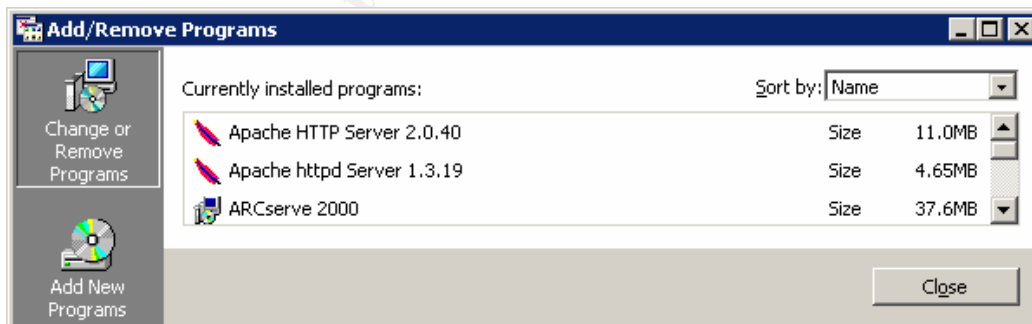 Add/Remove Programs
Change or
Remove
Programs
Add New
Programs
Currently installed programs:
Sort by: Name
Apache HTTP Server 2.0.40 Size 11.0MB
Apache httpd Server 1.3.19 Size 4.65MB
ARCserve 2000 Size 37.6MB
Close